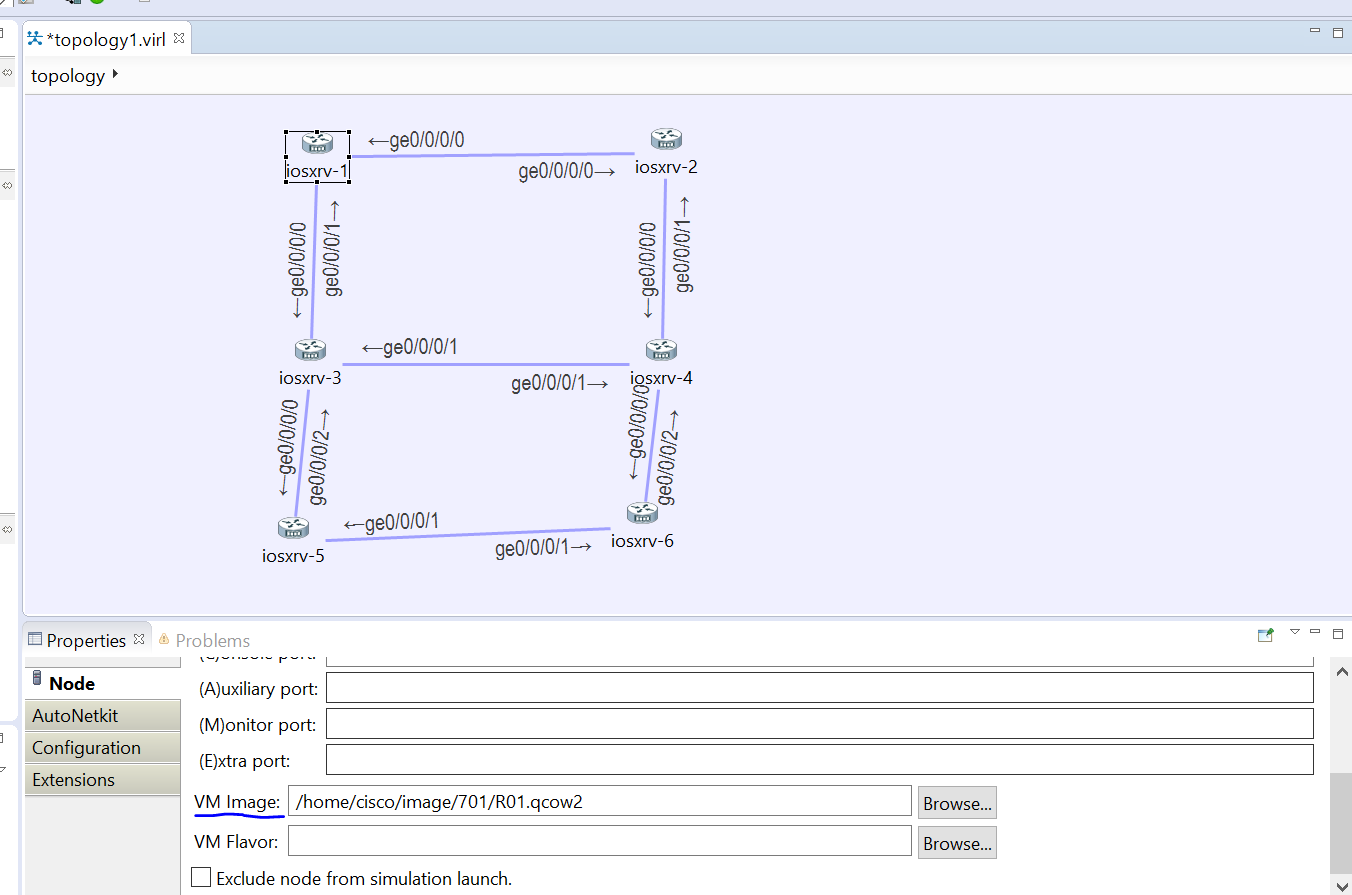 *topology1.virl
topology
←ge0/0/0/0
ge0/0/0/0→
iosxrv-1
iosxrv-2
←ge0/0/0/0
ge0/0/0/1→
←ge0/0/0/0
ge0/0/0/1→
←ge0/0/0/1
ge0/0/0/1→
iosxrv-3
iosxrv-4
←ge0/0/0/0
ge0/0/0/2→
←ge0/0/0/0
ge0/0/0/2→
←ge0/0/0/1
ge0/0/0/1→
iosxrv-5
iosxrv-6
Properties
Problems
Node
AutoNetkit
Configuration
Extensions
(C)onsole port:
(A)uxiliary port:
(M)onitor port:
(E)xtra port:
VM Image: /home/cisco/image/701/R01.qcow2 Browse...
VM Flavor: Browse...
Exclude node from simulation launch.